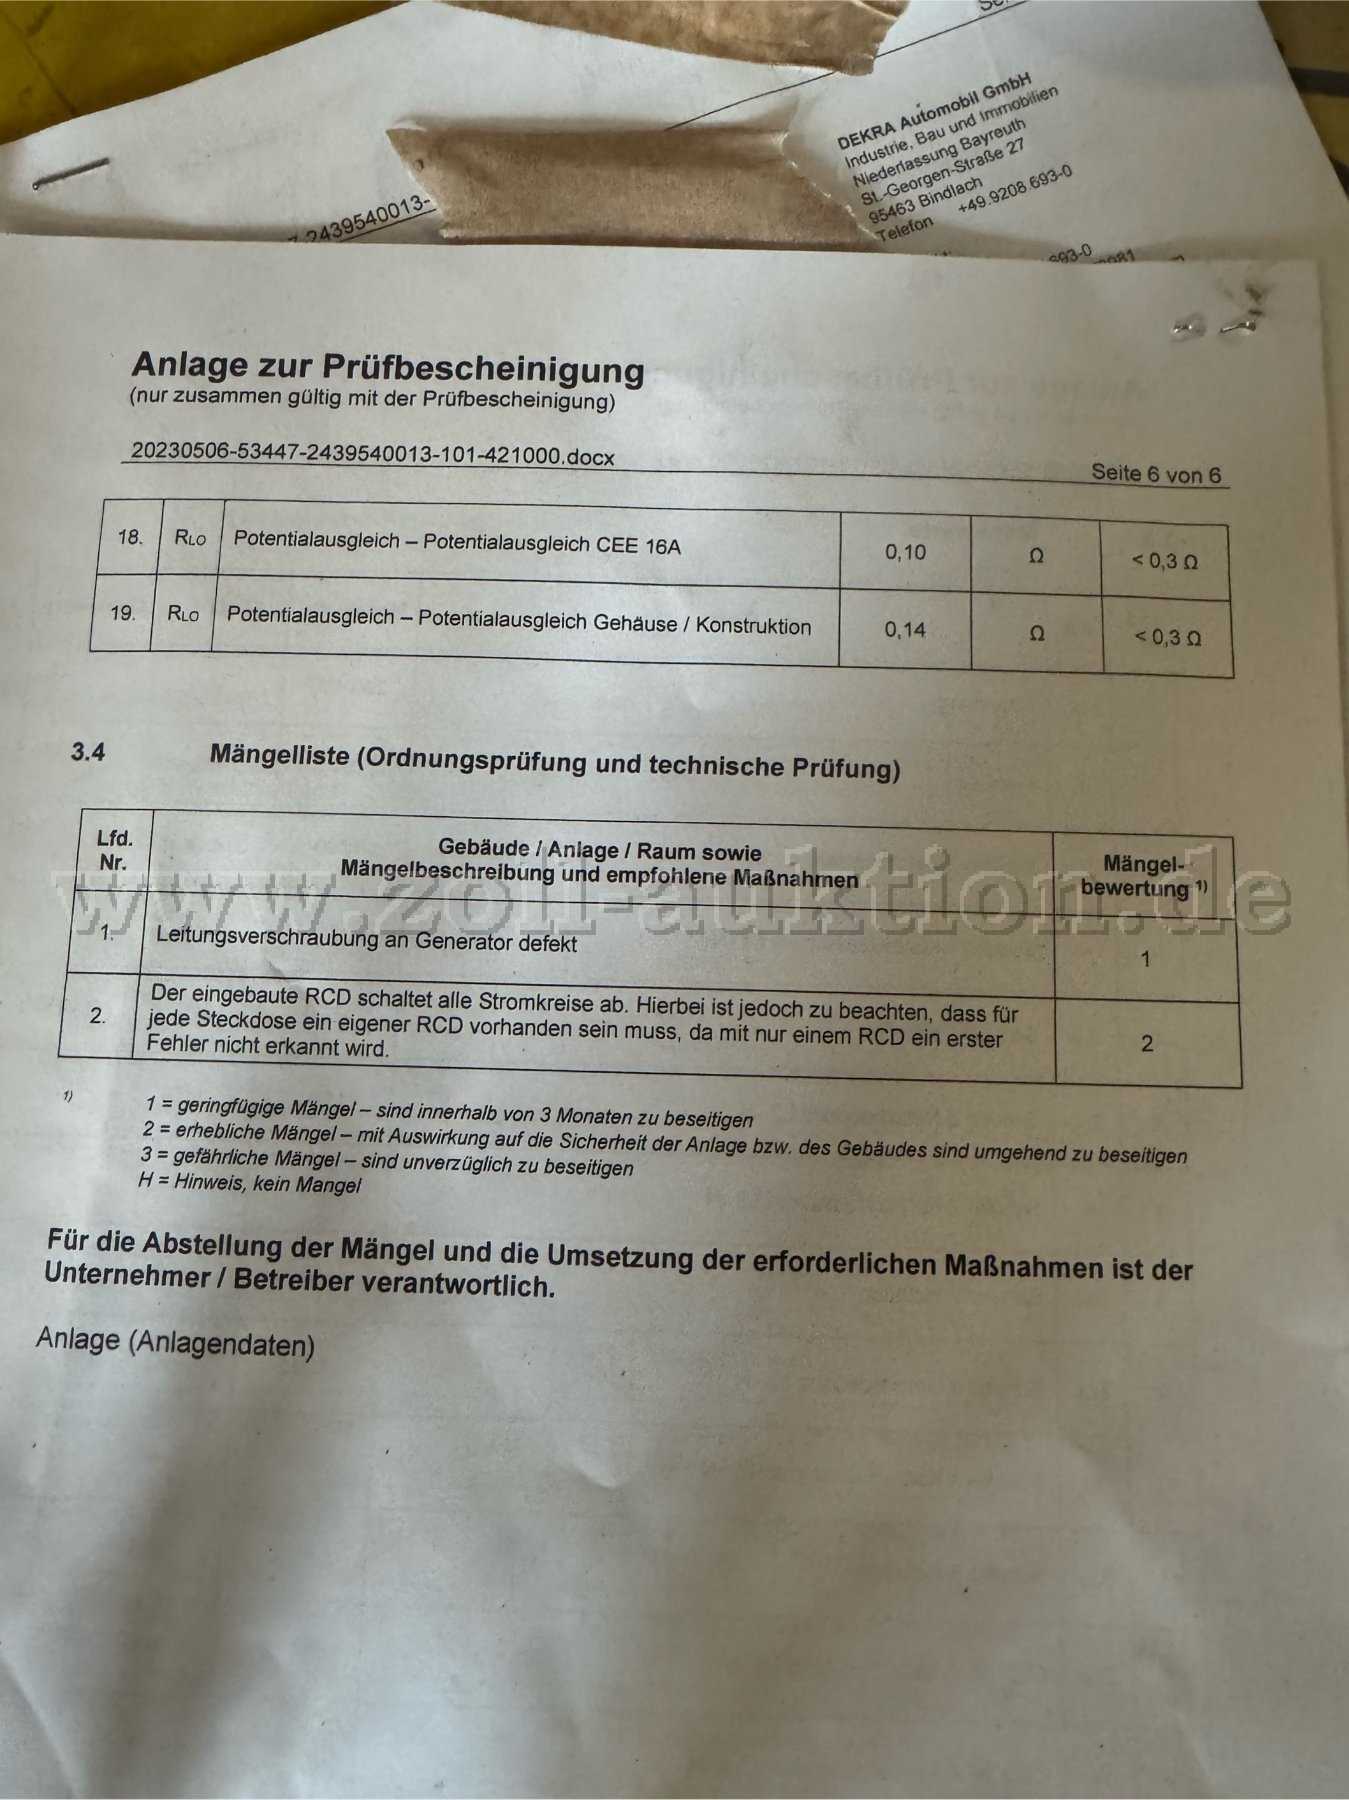 DEKRA Automobil GmbH
Industrie, Bau und Immobilien
Niederlassung Bayreuth
St.-Georgen-Straße 27
95463 Bindlach
Telefon +49.9208.693-0
2439540013-
693-0
Anlage zur Prüfbescheinigung
(nur zusammen gültig mit der Prüfbescheinigung)
20230506-53447-2439540013-101-421000.docx
Seite 6 von 6
18. RLO Potentialausgleich – Potentialausgleich CEE 16A 0,10 Ω < 0,3 Ω
19. RLO Potentialausgleich – Potentialausgleich Gehäuse / Konstruktion 0,14 Ω < 0,3 Ω
3.4 Mängelliste (Ordnungsprüfung und technische Prüfung)
Lfd. Nr.
Gebäude / Anlage / Raum sowie
Mängelbeschreibung und empfohlene Maßnahmen
Mängel-
bewertung 1)
www.zoll-auktion.de
1. Leitungsverschraubung an Generator defekt 1
2. Der eingebaute RCD schaltet alle Stromkreise ab. Hierbei ist jedoch zu beachten, dass für
jede Steckdose ein eigener RCD vorhanden sein muss, da mit nur einem RCD ein erster
Fehler nicht erkannt wird. 2
1) 1 = geringfügige Mängel – sind innerhalb von 3 Monaten zu beseitigen
2 = erhebliche Mängel – mit Auswirkung auf die Sicherheit der Anlage bzw. des Gebäudes sind umgehend zu beseitigen
3 = gefährliche Mängel – sind unverzüglich zu beseitigen
H = Hinweis, kein Mangel
Für die Abstellung der Mängel und die Umsetzung der erforderlichen Maßnahmen ist der
Unternehmer / Betreiber verantwortlich.
Anlage (Anlagendaten)